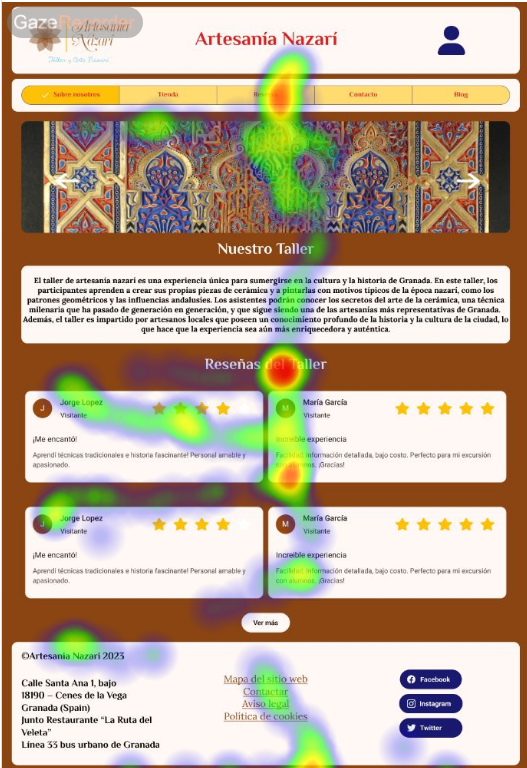 GazeRecorder
Artesanía
Nazarí
Taller y Arte Nazarí
Artesanía Nazarí
Sobre nosotros
Tienda
Contacto
Blog
Nuestro Taller
El taller de artesanía nazarí es una experiencia única para sumergirse en la cultura y la historia de Granada. En este taller, los
participantes aprenden a crear sus propias piezas de cerámica y a pintarlas con motivos típicos de la época nazarí, como los
patrones geométricos y las influencias andalusíes. Los asistentes podrán conocer los secretos del arte de la cerámica, una técnica
milenaria que ha pasado de generación en generación, y que sigue siendo una de las artesanías más representativas de Granada.
Además, el taller es impartido por artesanos locales que poseen un conocimiento profundo de la historia y la cultura de la ciudad, lo
que hace que la experiencia sea aún más enriquecedora y auténtica.
Reseñas del Taller
J
Jorge Lopez
Visitante
¡Me encantó!
Aprendí técnicas tradicionales e historia fascinante! Personal amable y
apasionado.
M
María García
Visitante
Increíble experiencia
Facilidad información detallada, bajo costo. Perfecto para mi excursión
con alumnos. ¡Gracias!
J
Jorge Lopez
Visitante
¡Me encantó!
Aprendí técnicas tradicionales e historia fascinante! Personal amable y
apasionado.
M
María García
Visitante
Increíble experiencia
Facilidad información detallada, bajo costo. Perfecto para mi excursión
con alumnos. ¡Gracias!
Ver más
©Artesanía Nazarí 2023
Calle Santa Ana 1, bajo
18190 – Cenes de la Vega
Granada (Spain)
Junto Restaurante “La Ruta del
Veleta”
Línea 33 bus urbano de Granada
Mapa del sitio web
Contactar
Aviso legal
Política de cookies
Facebook
Instagram
Twitter